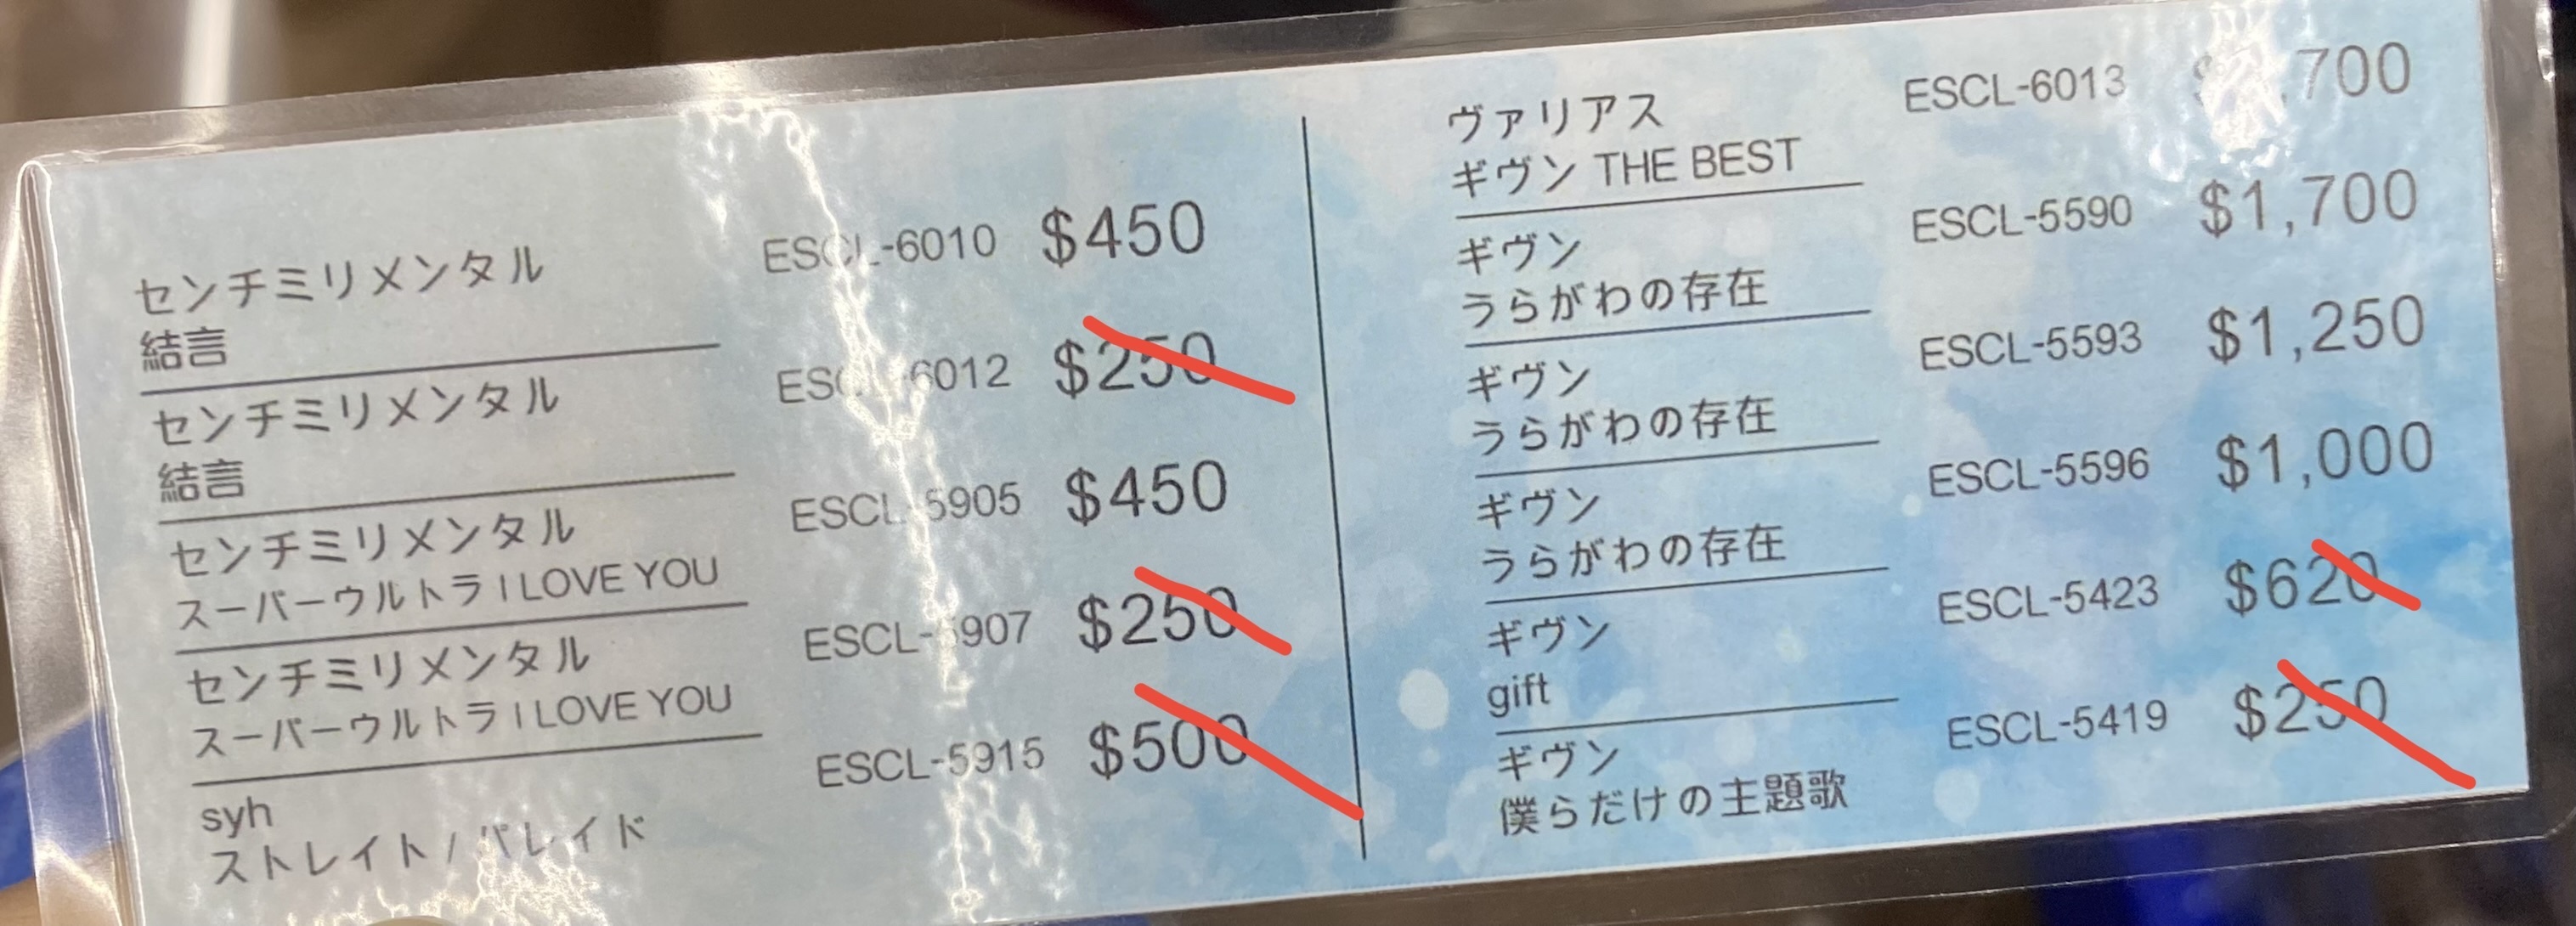 センチミリメンタル ESCL-6010 $450
結言
センチミリメンタル 6012 $250
結言
センチミリメンタル ESCL-5905 $450
スーパーウルトラ I LOVE YOU
センチミリメンタル ESCL- 907 $250
スーパーウルトラ I LOVE YOU
syh ESCL-5915 $500
ストレイト/パレイド
ヴァリアス ESCL-6013 ,700
ギヴン THE BEST
ギヴン ESCL-5590 $1,700
うらがわの存在
ギヴン ESCL-5593 $1,250
うらがわの存在
ギヴン ESCL-5596 $1,000
うらがわの存在
ギヴン ESCL-5423 $620
gift
ギヴン ESCL-5419 $250
僕らだけの主題歌